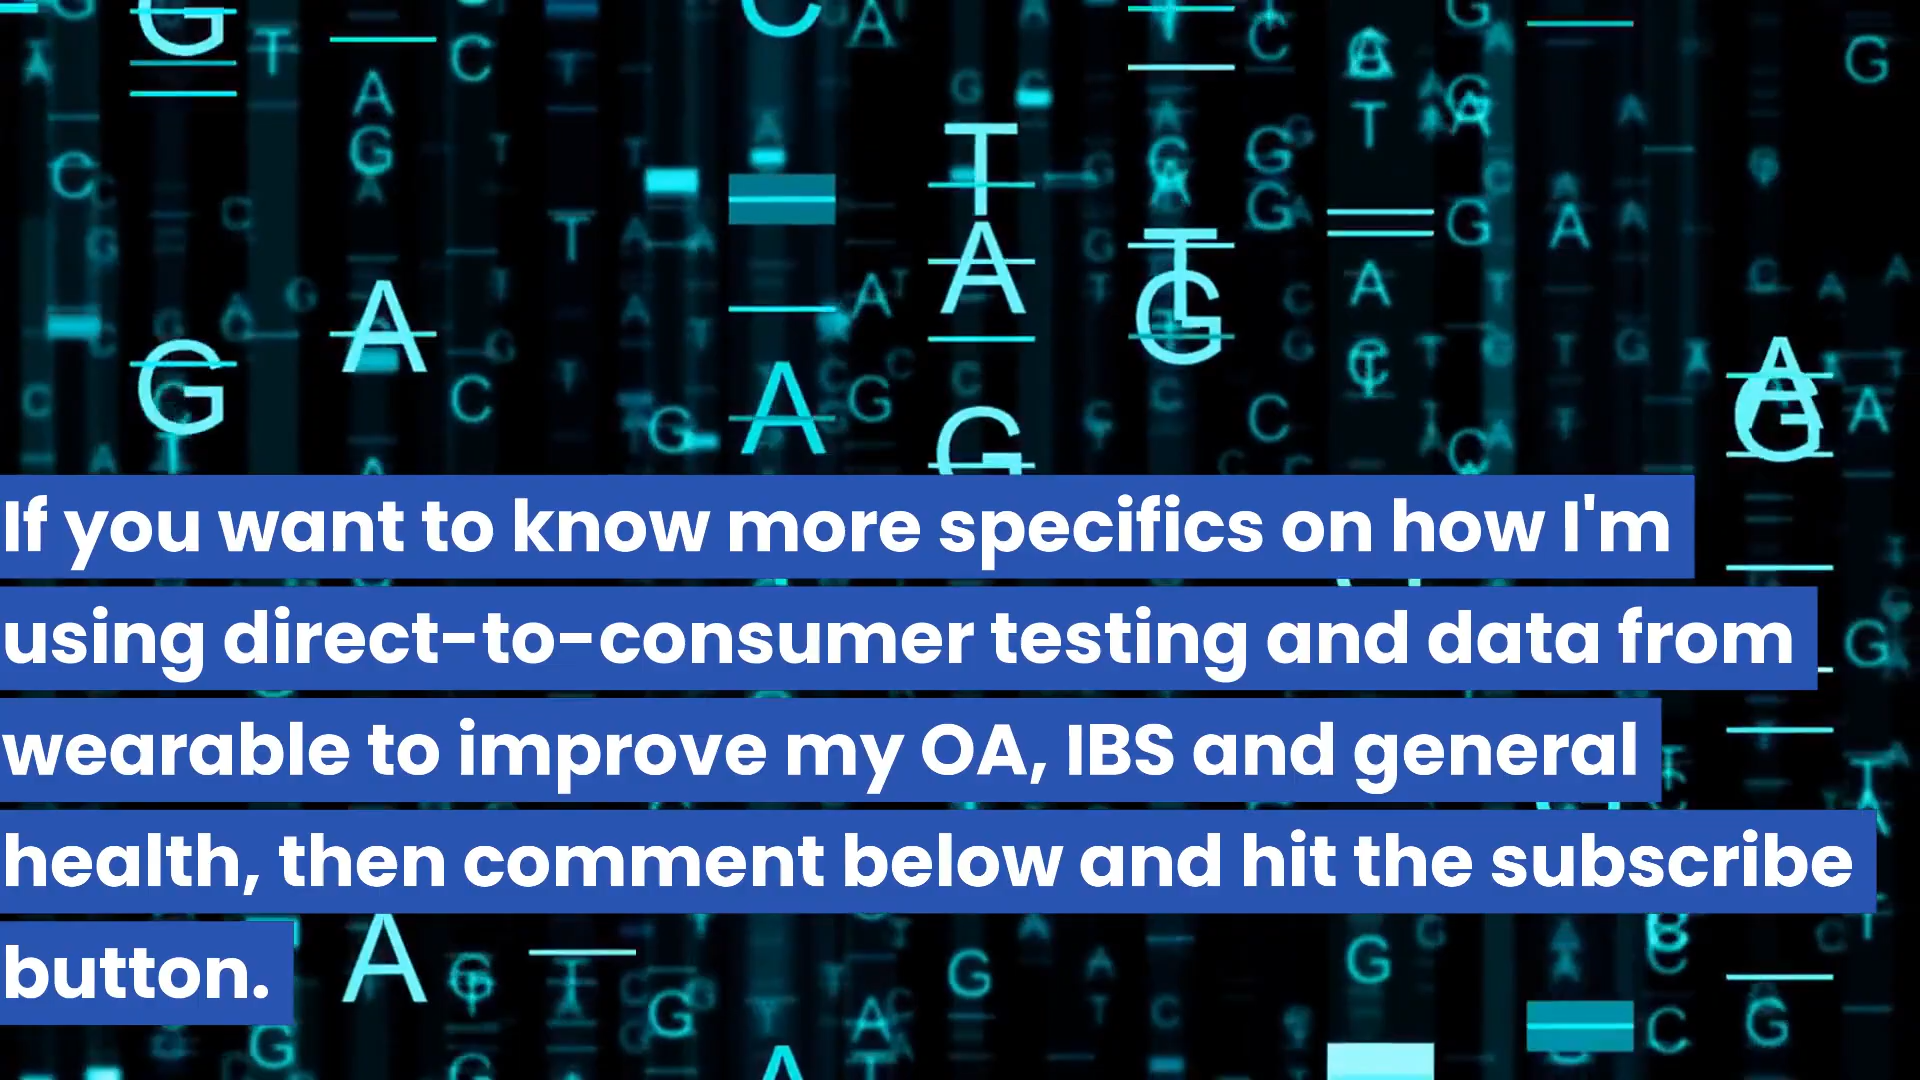 If you want to know more specifics on how I'm
using direct-to-consumer testing and data from
wearable to improve my OA, IBS and general
health, then comment below and hit the subscribe
button.